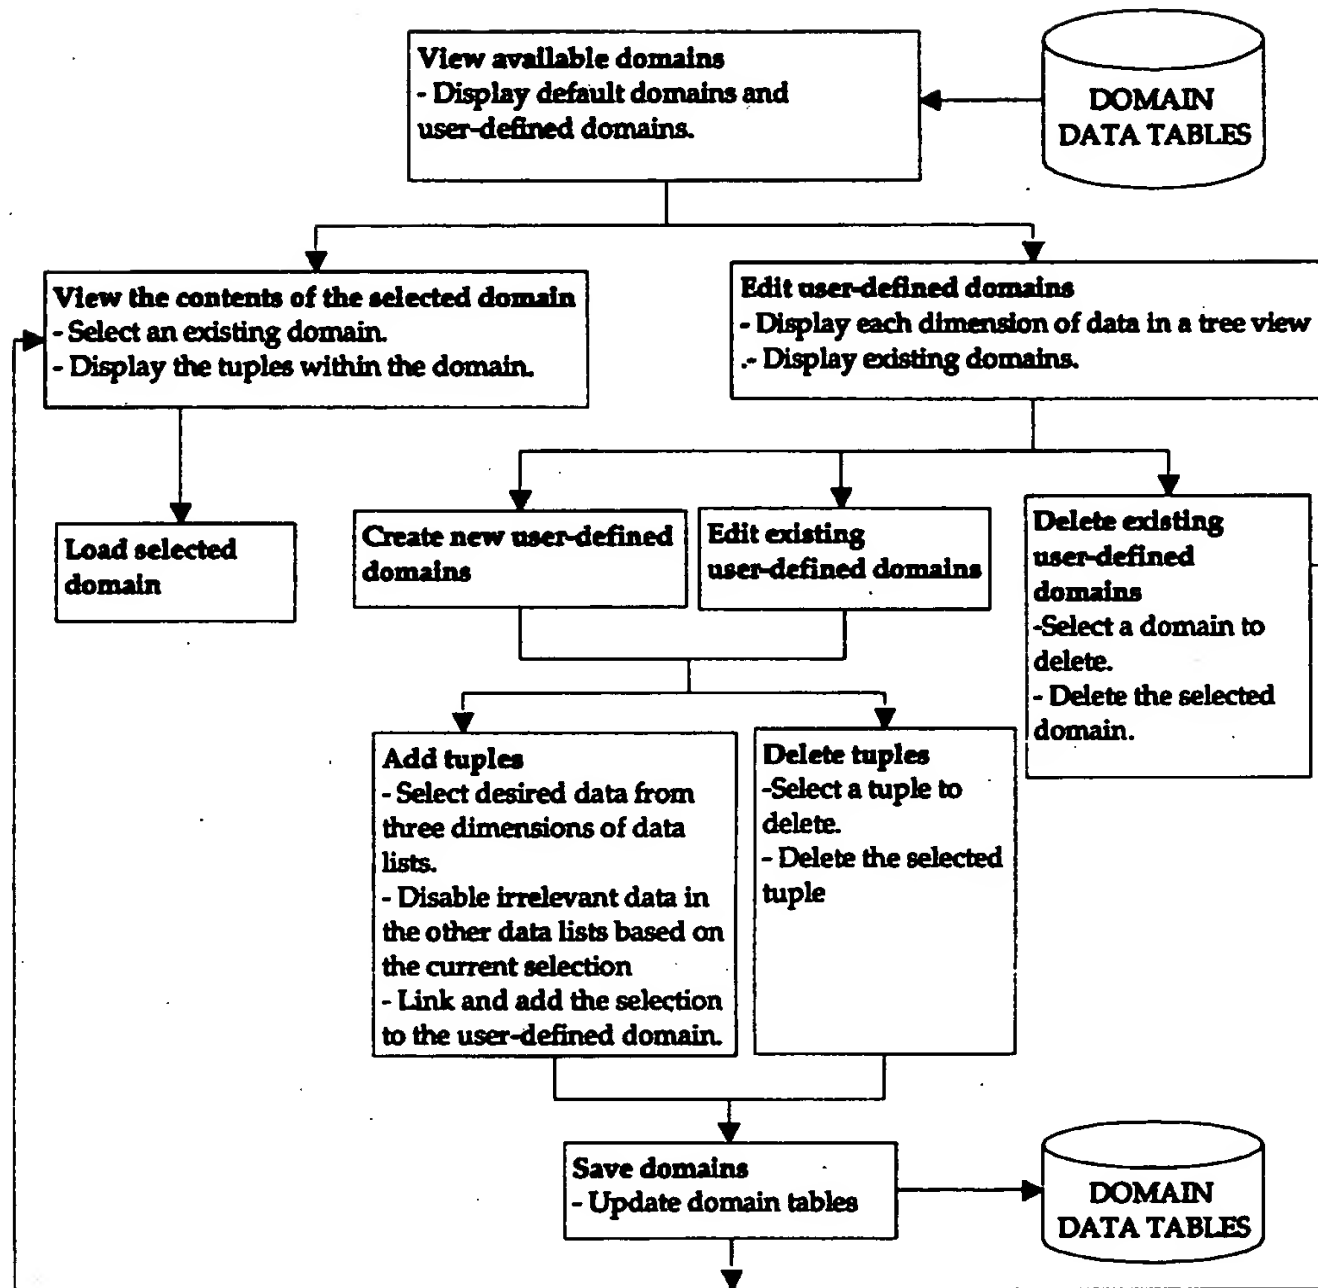 View available domains
- Display default domains and
user-defined domains.
DOMAIN
DATA TABLES
View the contents of the selected domain
- Select an existing domain.
- Display the tuples within the domain.
Edit user-defined domains
- Display each dimension of data in a tree view
- Display existing domains.
Load selected
domain
Create new user-defined
domains
Edit existing
user-defined domains
Delete existing
user-defined
domains
-Select a domain to
delete.
- Delete the selected
domain.
Add tuples
- Select desired data from
three dimensions of data
lists.
- Disable irrelevant data in
the other data lists based on
the current selection
- Link and add the selection
to the user-defined domain.
Delete tuples
-Select a tuple to
delete.
- Delete the selected
tuple
Save domains
- Update domain tables
DOMAIN
DATA TABLES